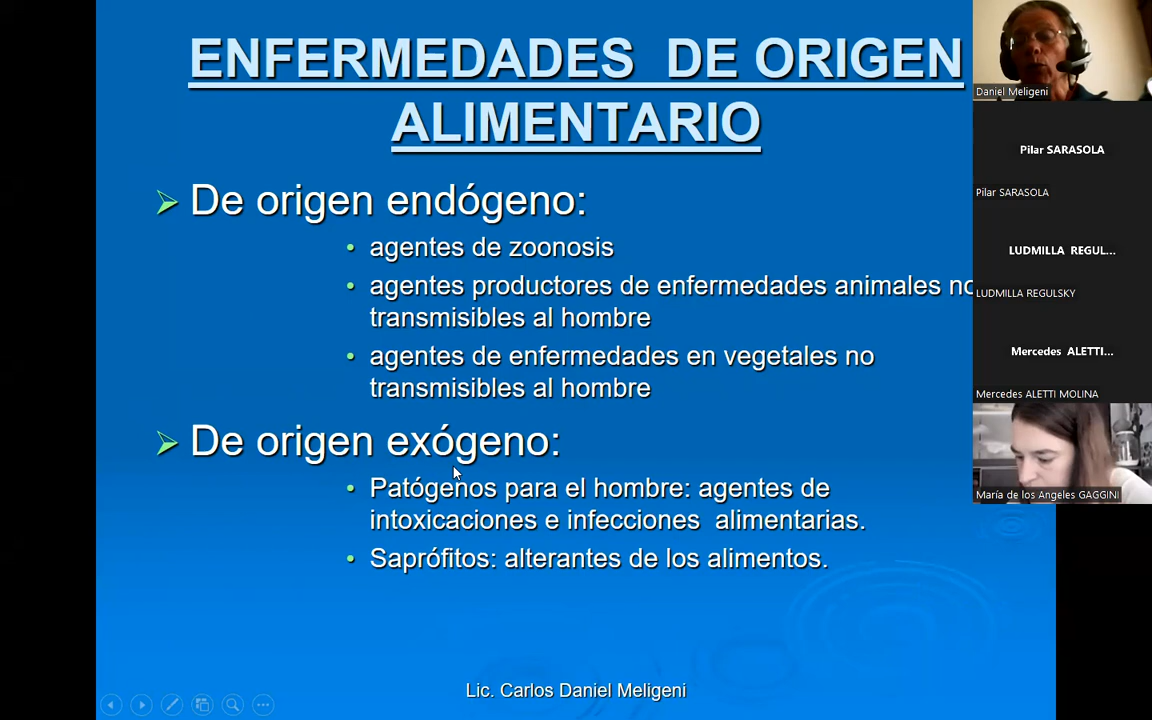 ENFERMEDADES DE ORIGEN
ALIMENTARIO
De origen endógeno:
agentes de zoonosis
agentes productores de enfermedades animales no
transmisibles al hombre
agentes de enfermedades en vegetales no
transmisibles al hombre
De origen exógeno:
Patógenos para el hombre: agentes de
intoxicaciones e infecciones alimentarias.
Saprófitos: alterantes de los alimentos.
Lic. Carlos Daniel Meligeni
Daniel Meligeni
Pilar SARASOLA
Pilar SARASOLA
LUDMILLA REGUL...
LUDMILLA REGULSKY
Mercedes ALETTI...
Mercedes ALETTI MOLINA
María de los Angeles GAGGINI